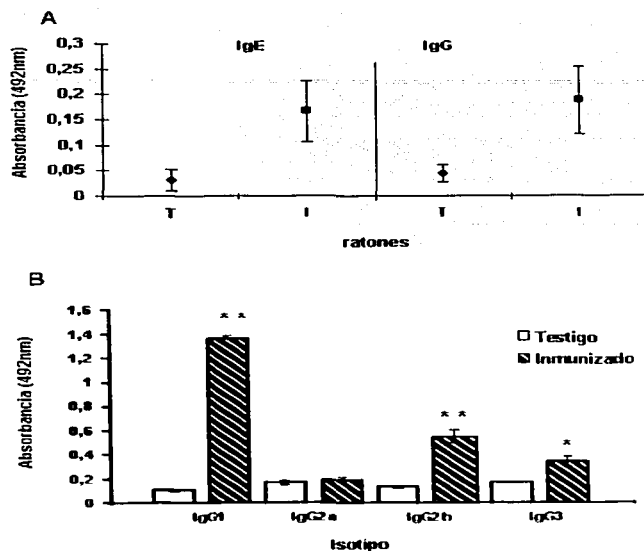 A
IgE IgG
Absorbancia (492nm)
0,3
0,25
0,2
0,15
0,1
0,05
0
T I T I
ratones
B
Absorbancia (492nm)
1,6
1,4
1,2
1
0,8
0,6
0,4
0,2
0
** ** *
Testigo
Inmunizado
IgG1 IgG2a IgG2b IgG3
Isotipo